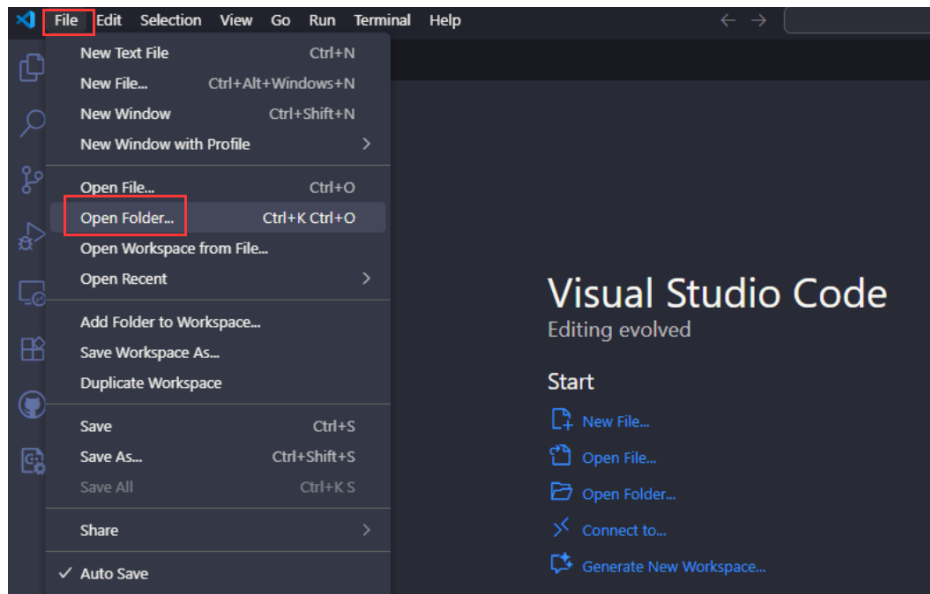 File Edit Selection View Go Run Terminal Help
New Text File Ctrl+N
New File... Ctrl+Alt+Windows+N
New Window Ctrl+Shift+N
New Window with Profile
Open File... Ctrl+O
Open Folder... Ctrl+K Ctrl+O
Open Workspace from File...
Open Recent
Add Folder to Workspace...
Save Workspace As...
Duplicate Workspace
Save Ctrl+S
Save As... Ctrl+Shift+S
Save All Ctrl+K S
Share
Auto Save
Visual Studio Code
Editing evolved
Start
New File...
Open File...
Open Folder...
Connect to...
Generate New Workspace...